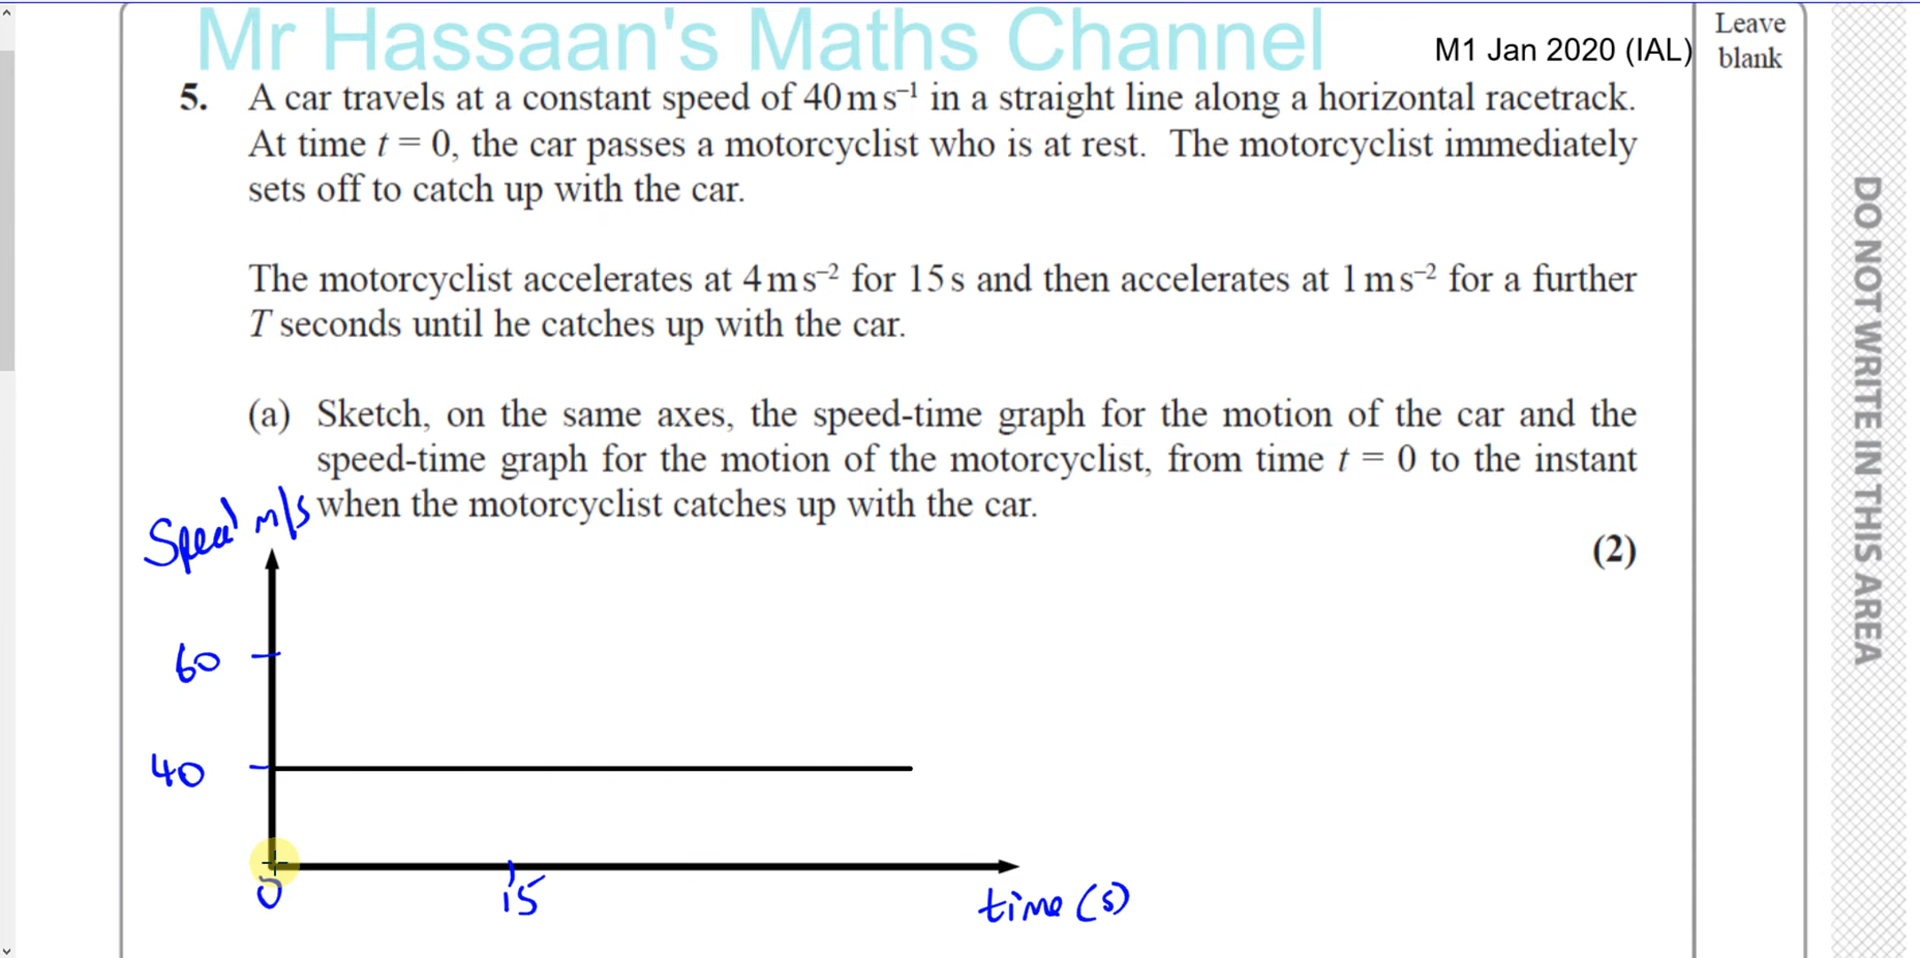 Mr Hassaan's Maths Channel
M1 Jan 2020 (IAL)
Leave
blank
5. A car travels at a constant speed of 40 m s⁻¹ in a straight line along a horizontal racetrack.
At time t = 0, the car passes a motorcyclist who is at rest. The motorcyclist immediately
sets off to catch up with the car.
The motorcyclist accelerates at 4 m s⁻² for 15 s and then accelerates at 1 m s⁻² for a further
T seconds until he catches up with the car.
(a) Sketch, on the same axes, the speed-time graph for the motion of the car and the
speed-time graph for the motion of the motorcyclist, from time t = 0 to the instant
when the motorcyclist catches up with the car.
(2)
Speed m/s
60
40
0
15
time (s)
DO NOT WRITE IN THIS AREA